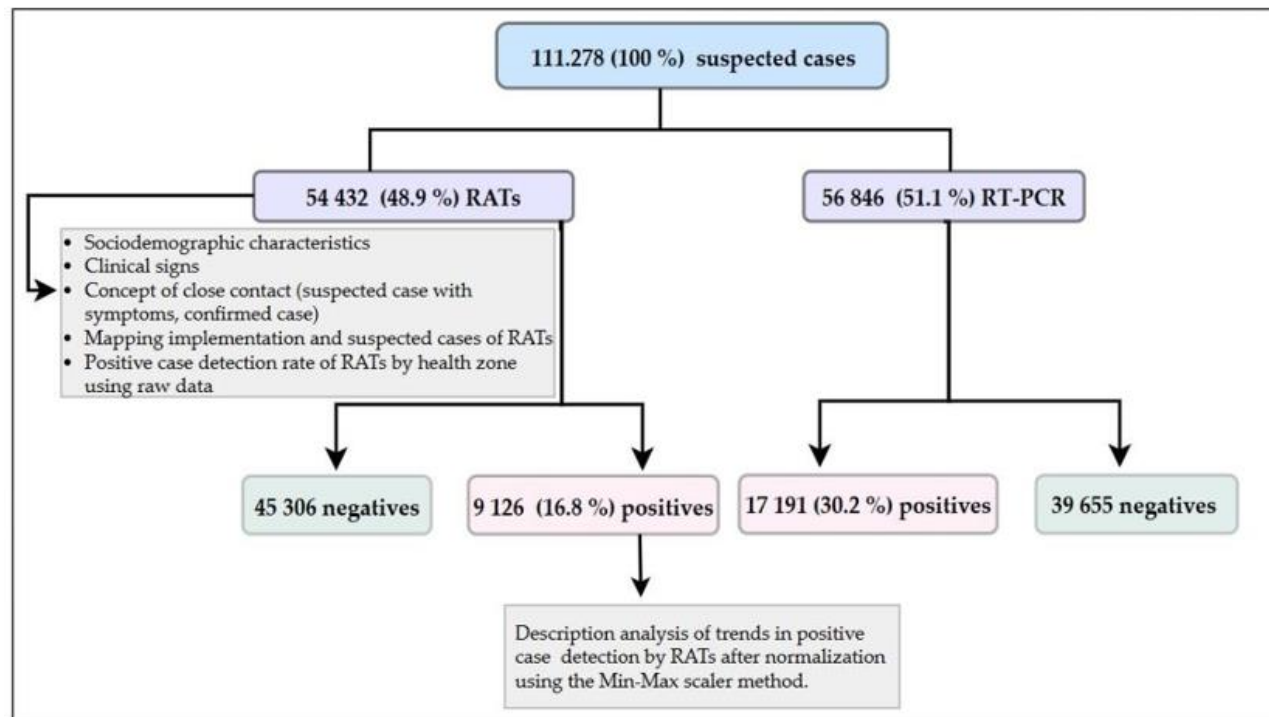 111.278 (100 %) suspected cases
54 432 (48.9 %) RATs
56 846 (51.1 %) RT-PCR
• Sociodemographic characteristics
• Clinical signs
• Concept of close contact (suspected case with
symptoms, confirmed case)
• Mapping implementation and suspected cases of RATs
• Positive case detection rate of RATs by health zone
using raw data
45 306 negatives
9 126 (16.8 %) positives
17 191 (30.2 %) positives
39 655 negatives
Description analysis of trends in positive
case detection by RATs after normalization
using the Min-Max scaler method.